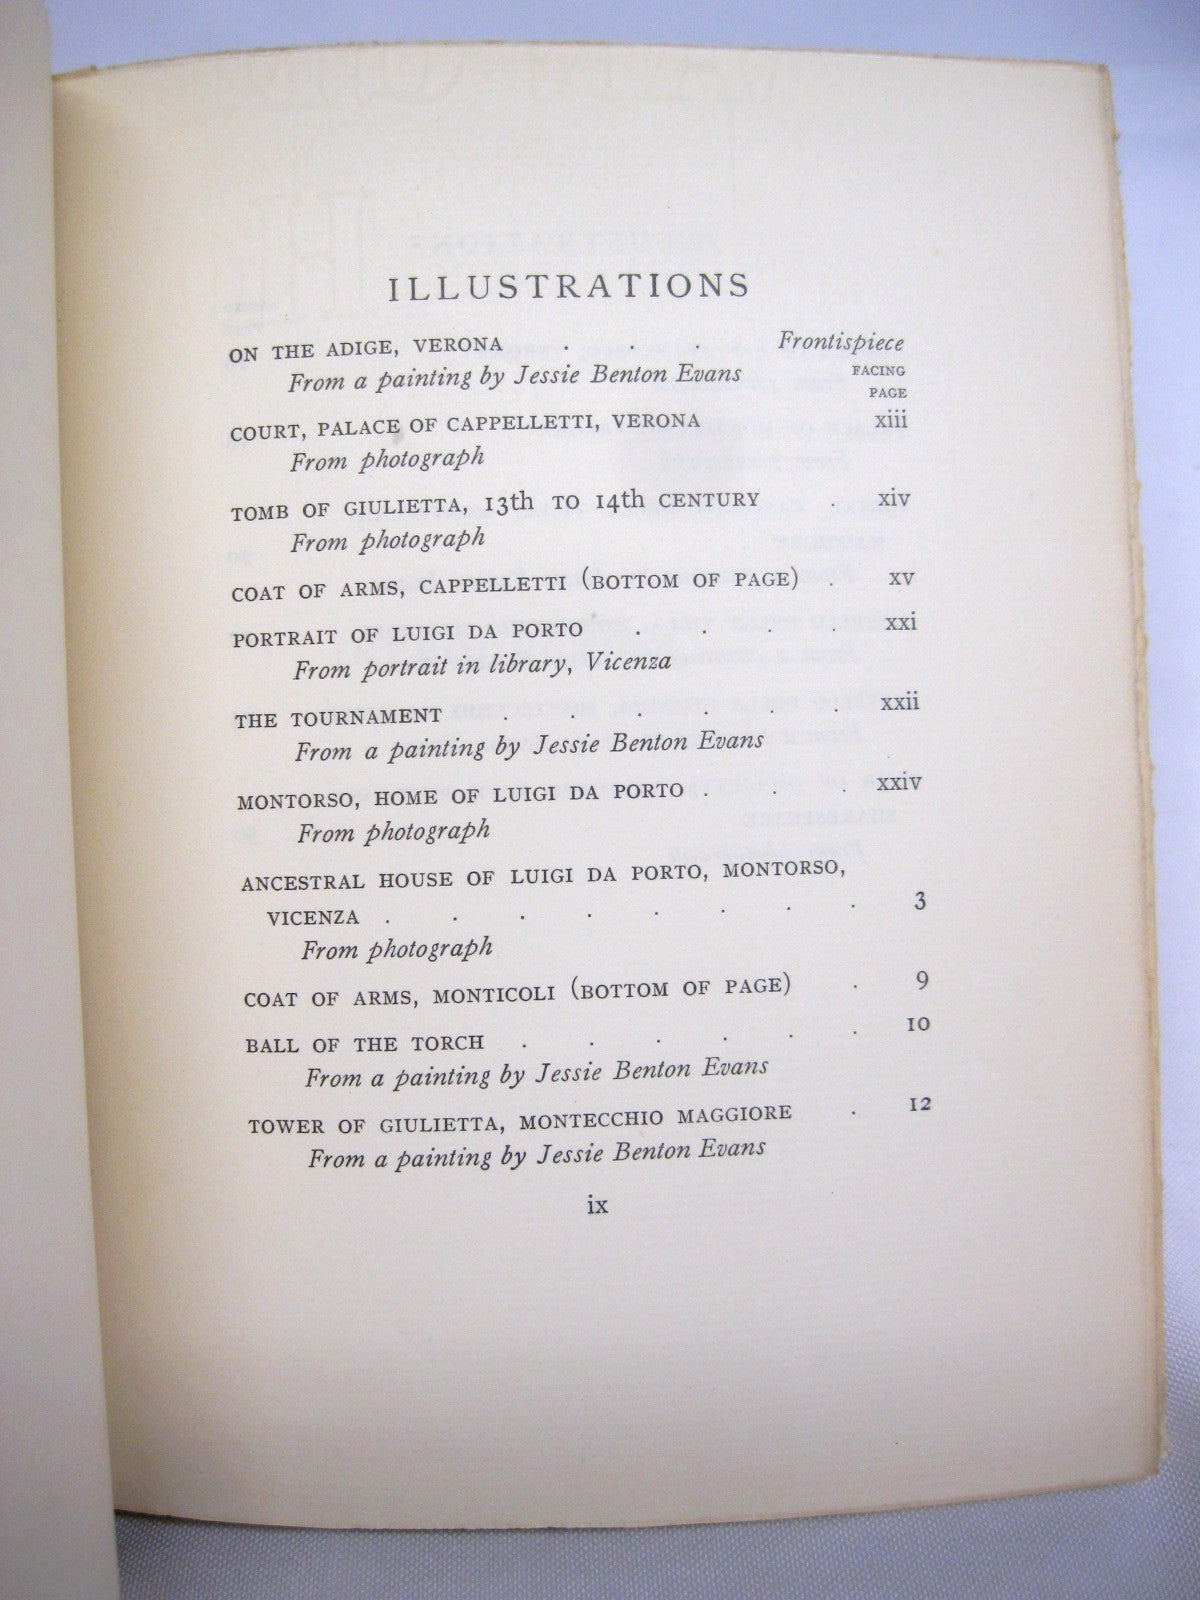 ILLUSTRATIONS
ON THE ADIGE, VERONA . . . Frontispiece
From a painting by Jessie Benton Evans FACING
PAGE
COURT, PALACE OF CAPPELLETTI, VERONA xiii
From photograph
TOMB OF GIULIETTA, 13th TO 14th CENTURY . xiv
From photograph
COAT OF ARMS, CAPPELLETTI (BOTTOM OF PAGE) . xv
PORTRAIT OF LUIGI DA PORTO . . . . xxi
From portrait in library, Vicenza
THE TOURNAMENT . . . . . . xxii
From a painting by Jessie Benton Evans
MONTORSO, HOME OF LUIGI DA PORTO . . . xxiv
From photograph
ANCESTRAL HOUSE OF LUIGI DA PORTO, MONTORSO,
VICENZA . . . . . . . . 3
From photograph
COAT OF ARMS, MONTICOLI (BOTTOM OF PAGE) . 9
BALL OF THE TORCH . . . . . . 10
From a painting by Jessie Benton Evans
TOWER OF GIULIETTA, MONTECCHIO MAGGIORE . 12
From a painting by Jessie Benton Evans
ix